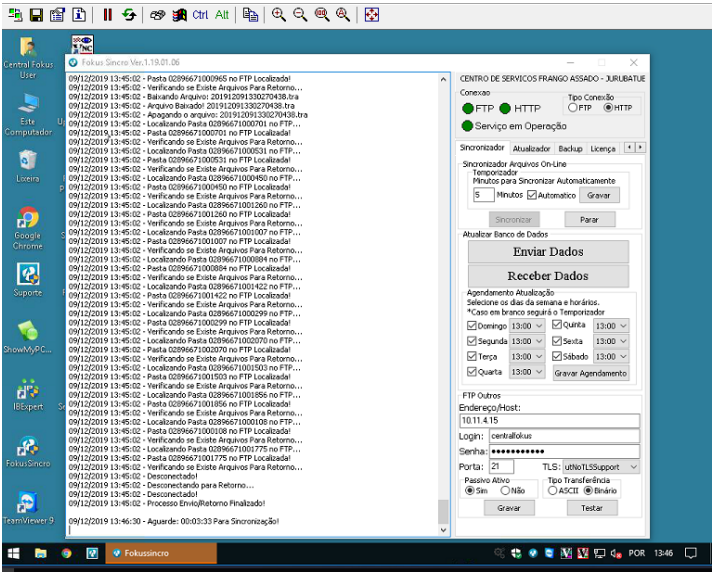 Ctrl Alt
Central Fokus
User
Este
Computador
Lixeira
Google
Chrome
Suporte
ShowMyPC...
IBExpert
FokusSincro
TeamViewer 9
Fokus Sincro Ver.1.19.01.06
09/12/2019 13:45:02 - Pasta 02896671000965 no FTP Localizada!
09/12/2019 13:45:02 - Verificando se Existe Arquivos Para Retorno...
09/12/2019 13:45:02 - Baixando Arquivo: 201912091330270438.tra
09/12/2019 13:45:02 - Arquivo Baixado! 201912091330270438.tra
09/12/2019 13:45:02 - Apagando o arquivo: 201912091330270438.tra
09/12/2019 13:45:02 - Localizando Pasta 02896671000701 no FTP...
09/12/2019 13:45:02 - Pasta 02896671000701 no FTP Localizada!
09/12/2019 13:45:02 - Verificando se Existe Arquivos Para Retorno...
09/12/2019 13:45:02 - Localizando Pasta 02896671000531 no FTP...
09/12/2019 13:45:02 - Pasta 02896671000531 no FTP Localizada!
09/12/2019 13:45:02 - Verificando se Existe Arquivos Para Retorno...
09/12/2019 13:45:02 - Localizando Pasta 02896671000450 no FTP...
09/12/2019 13:45:02 - Pasta 02896671000450 no FTP Localizada!
09/12/2019 13:45:02 - Verificando se Existe Arquivos Para Retorno...
09/12/2019 13:45:02 - Localizando Pasta 02896671001260 no FTP...
09/12/2019 13:45:02 - Pasta 02896671001260 no FTP Localizada!
09/12/2019 13:45:02 - Verificando se Existe Arquivos Para Retorno...
09/12/2019 13:45:02 - Localizando Pasta 02896671001007 no FTP...
09/12/2019 13:45:02 - Pasta 02896671001007 no FTP Localizada!
09/12/2019 13:45:02 - Verificando se Existe Arquivos Para Retorno...
09/12/2019 13:45:02 - Localizando Pasta 02896671000884 no FTP...
09/12/2019 13:45:02 - Pasta 02896671000884 no FTP Localizada!
09/12/2019 13:45:02 - Verificando se Existe Arquivos Para Retorno...
09/12/2019 13:45:02 - Localizando Pasta 02896671001422 no FTP...
09/12/2019 13:45:02 - Pasta 02896671001422 no FTP Localizada!
09/12/2019 13:45:02 - Verificando se Existe Arquivos Para Retorno...
09/12/2019 13:45:02 - Localizando Pasta 02896671000299 no FTP...
09/12/2019 13:45:02 - Pasta 02896671000299 no FTP Localizada!
09/12/2019 13:45:02 - Verificando se Existe Arquivos Para Retorno...
09/12/2019 13:45:02 - Localizando Pasta 02896671002070 no FTP...
09/12/2019 13:45:02 - Pasta 02896671002070 no FTP Localizada!
09/12/2019 13:45:02 - Verificando se Existe Arquivos Para Retorno...
09/12/2019 13:45:02 - Localizando Pasta 02896671001503 no FTP...
09/12/2019 13:45:02 - Pasta 02896671001503 no FTP Localizada!
09/12/2019 13:45:02 - Verificando se Existe Arquivos Para Retorno...
09/12/2019 13:45:02 - Localizando Pasta 02896671001856 no FTP...
09/12/2019 13:45:02 - Pasta 02896671001856 no FTP Localizada!
09/12/2019 13:45:02 - Verificando se Existe Arquivos Para Retorno...
09/12/2019 13:45:02 - Localizando Pasta 02896671000108 no FTP...
09/12/2019 13:45:02 - Pasta 02896671000108 no FTP Localizada!
09/12/2019 13:45:02 - Verificando se Existe Arquivos Para Retorno...
09/12/2019 13:45:02 - Localizando Pasta 02896671001775 no FTP...
09/12/2019 13:45:02 - Pasta 02896671001775 no FTP Localizada!
09/12/2019 13:45:02 - Verificando se Existe Arquivos Para Retorno...
09/12/2019 13:45:02 - Desconectado!
09/12/2019 13:45:02 - Desconectando para Retorno...
09/12/2019 13:45:02 - Desconectado!
09/12/2019 13:45:02 - Processo Envio/Retorno Finalizado!
09/12/2019 13:46:30 - Aguarde: 00:03:33 Para Sincronização!
CENTRO DE SERVICOS FRANGO ASSADO - JURUBATUE
Conexao
FTP HTTP
Tipo Conexão
FTP HTTP
Serviço em Operação
Sincronizador Atualizador Backup Licença
Sincronizador Arquivos On-Line
Temporizador
Minutos para Sincronizar Automaticamente
5 Minutos Automatico Gravar
Sincronizar Parar
Atualizar Banco de Dados
Enviar Dados
Receber Dados
Agendamento Atualização
Selecione os dias da semana e horários.
*Caso em branco seguirá o Temporizador
Domingo 13:00 Quinta 13:00
Segunda 13:00 Sexta 13:00
Terça 13:00 Sábado 13:00
Quarta 13:00 Gravar Agendamento
FTP Outros
Endereço/Host:
10.11.4.15
Login: centralfokus
Senha:
Porta: 21 TLS: utNoTLSSupport
Passivo Ativo
Sim Não
Tipo Transferência
ASCII Binário
Gravar Testar
Fokussincro
POR 13:46